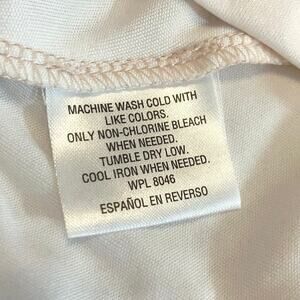 MACHINE WASH COLD WITH
LIKE COLORS.
ONLY NON-CHLORINE BLEACH
WHEN NEEDED.
TUMBLE DRY LOW.
COOL IRON WHEN NEEDED.
WPL 8046
ESPAÑOL EN REVERSO